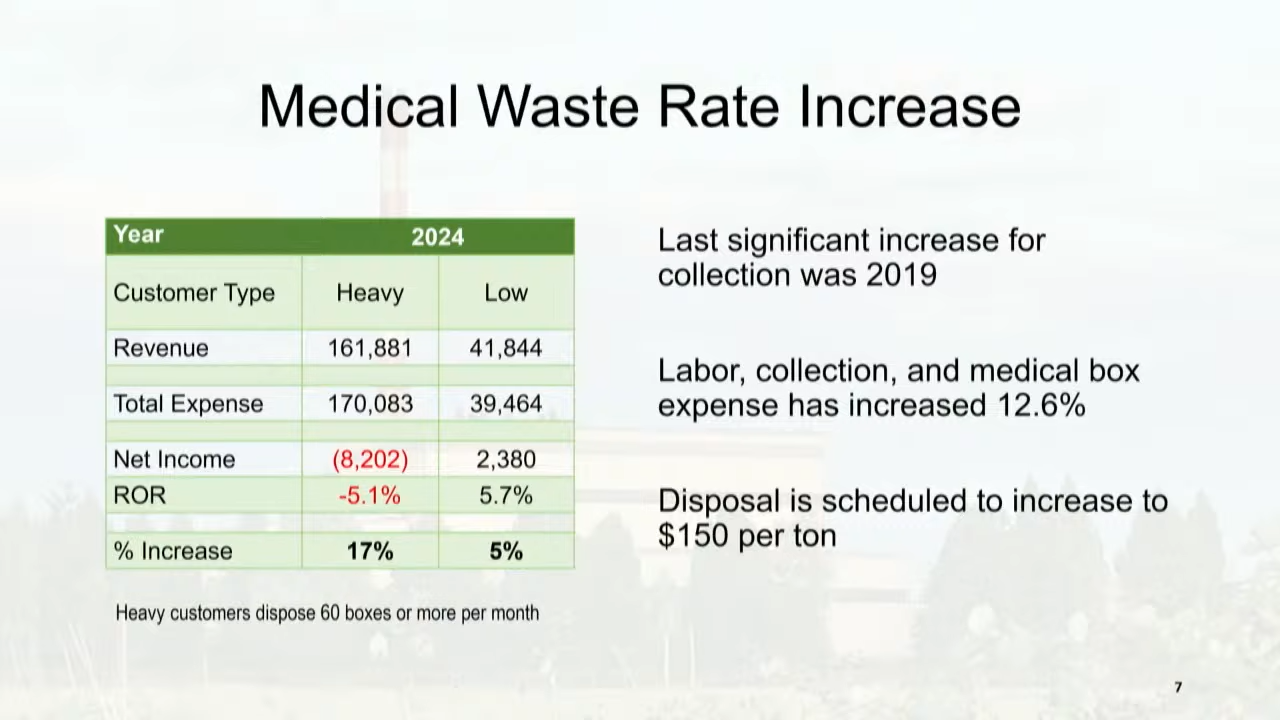 Medical Waste Rate Increase
Year 2024
Customer Type Heavy Low
Revenue 161,881 41,844
Total Expense 170,083 39,464
Net Income (8,202) 2,380
ROR -5.1% 5.7%
% Increase 17% 5%
Heavy customers dispose 60 boxes or more per month
Last significant increase for
collection was 2019
Labor, collection, and medical box
expense has increased 12.6%
Disposal is scheduled to increase to
$150 per ton
7